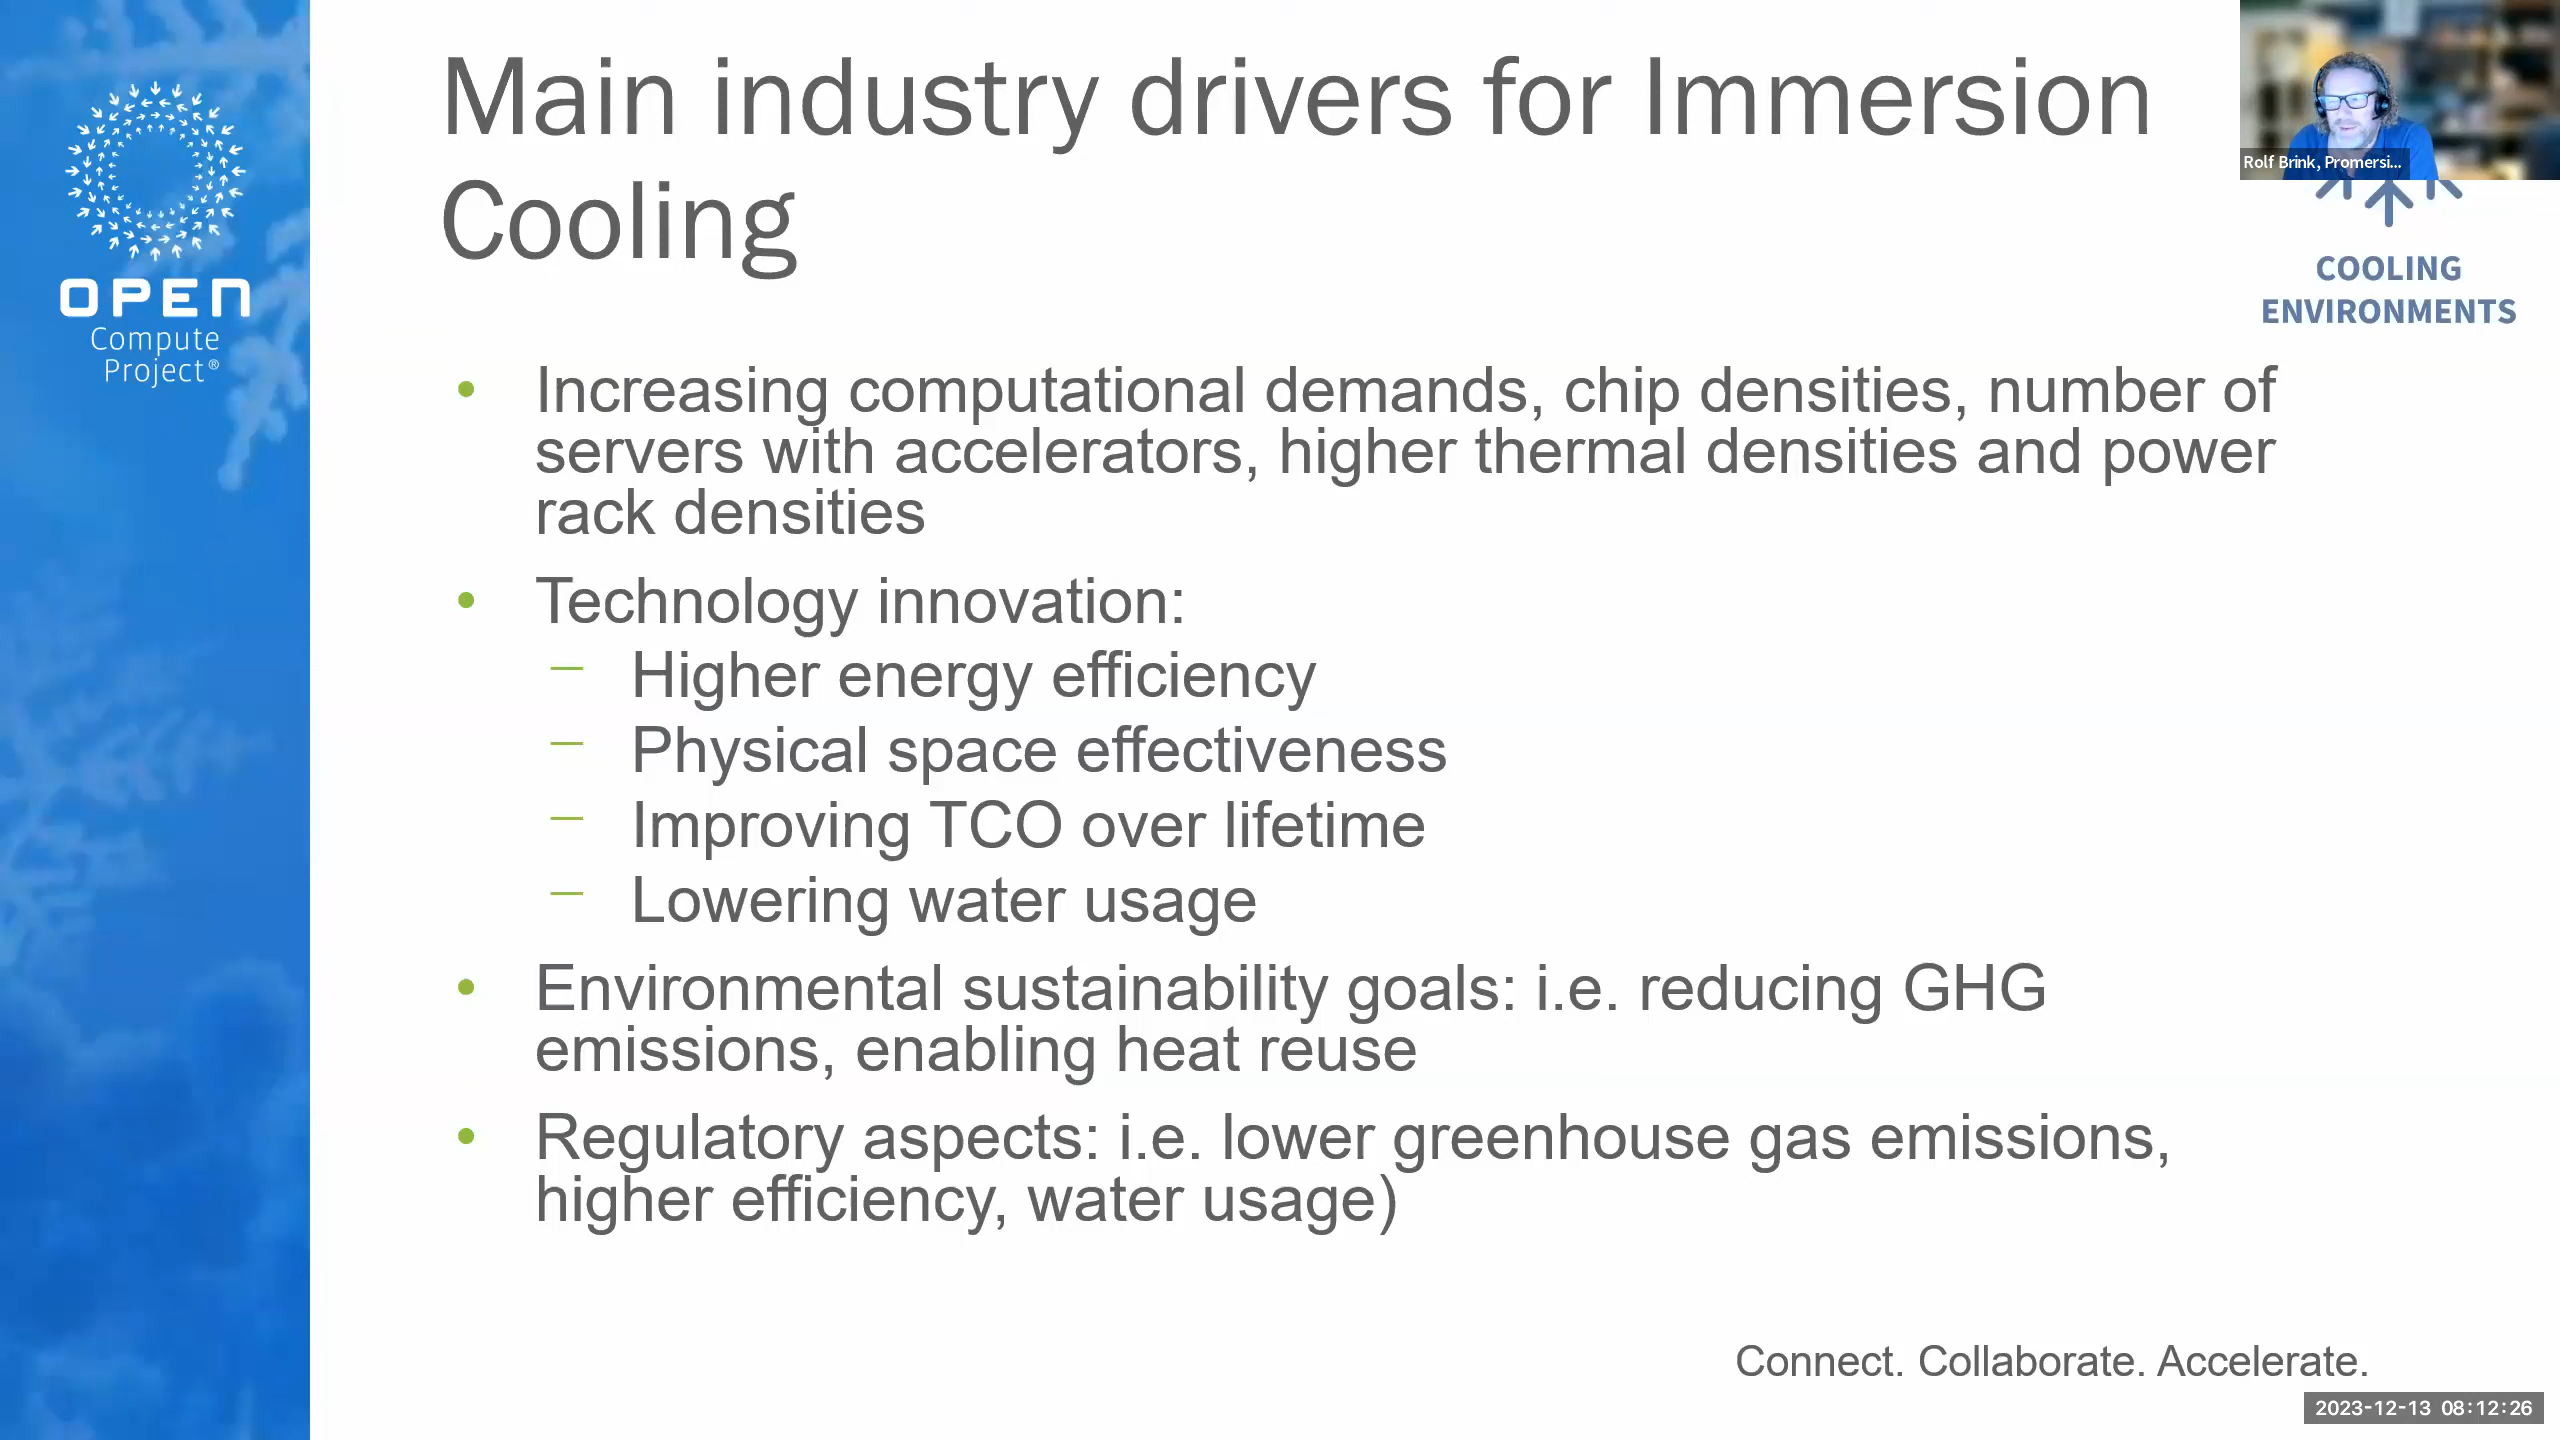 Main industry drivers for Immersion
Cooling
Rolf Brink, Promersi...
OPEN
Compute
Project®
COOLING
ENVIRONMENTS
• Increasing computational demands, chip densities, number of
servers with accelerators, higher thermal densities and power
rack densities
• Technology innovation:
– Higher energy efficiency
– Physical space effectiveness
– Improving TCO over lifetime
– Lowering water usage
• Environmental sustainability goals: i.e. reducing GHG
emissions, enabling heat reuse
• Regulatory aspects: i.e. lower greenhouse gas emissions,
higher efficiency, water usage)
Connect. Collaborate. Accelerate.
2023-12-13 08:12:26